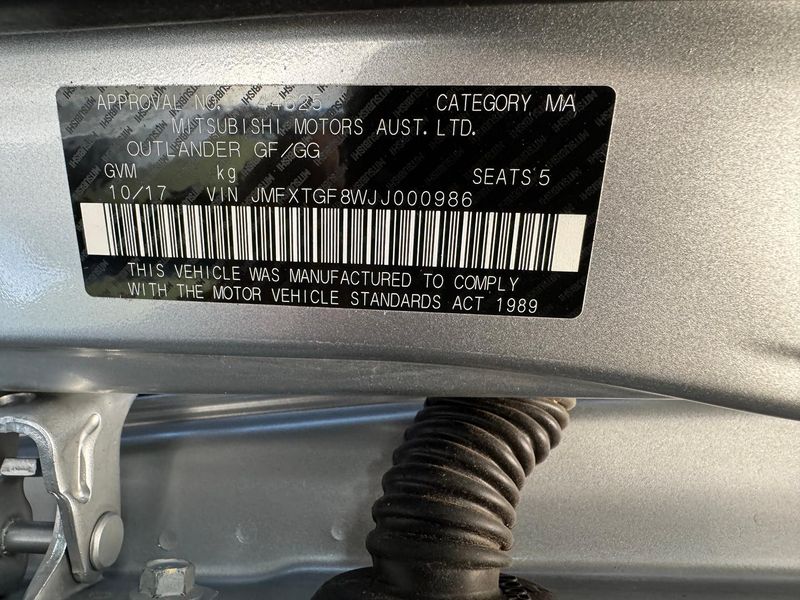 APPROVAL NO. 44625 CATEGORY MA
MITSUBISHI MOTORS AUST. LTD.
OUTLANDER GF/GG
GVM kg SEATS 5
10/17 VIN JMFXTGF8WJJ000986
THIS VEHICLE WAS MANUFACTURED TO COMPLY
WITH THE MOTOR VEHICLE STANDARDS ACT 1989